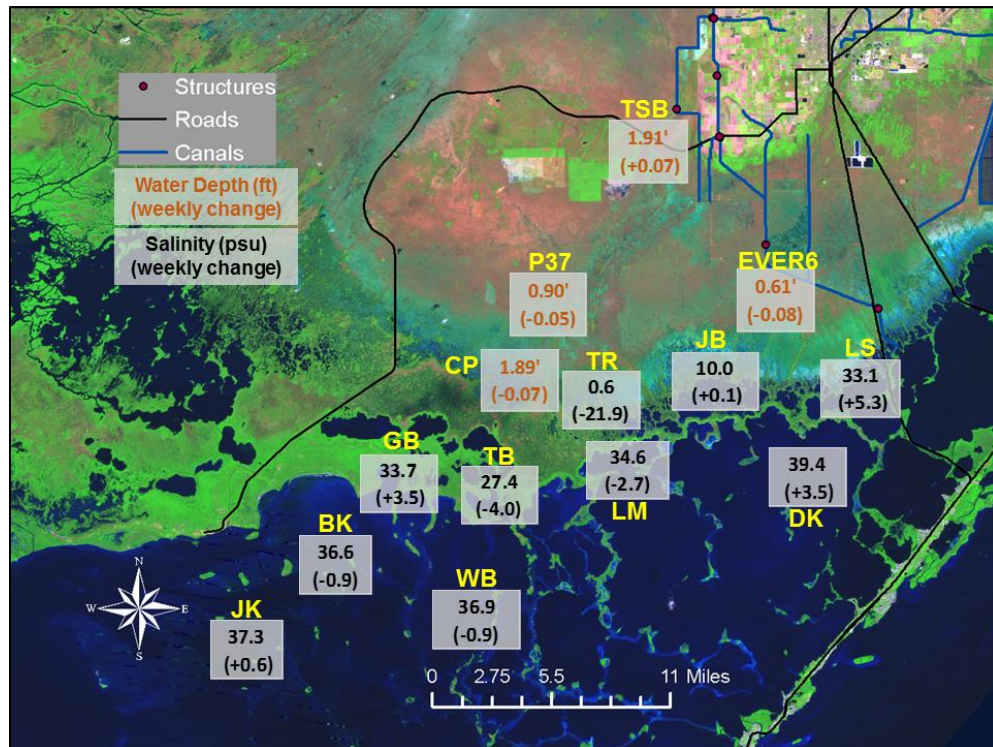 Structures
Roads
Canals
Water Depth (ft)
(weekly change)
Salinity (psu)
(weekly change)
TSB
1.91'
(+0.07)
P37
0.90'
(-0.05)
EVER6
0.61'
(-0.08)
CP
1.89'
(-0.07)
TR
0.6
(-21.9)
JB
10.0
(+0.1)
LS
33.1
(+5.3)
GB
33.7
(+3.5)
TB
27.4
(-4.0)
34.6
(-2.7)
LM
39.4
(+3.5)
DK
BK
36.6
(-0.9)
WB
36.9
(-0.9)
JK
37.3
(+0.6)
N
W E
S
0 2.75 5.5 11 Miles